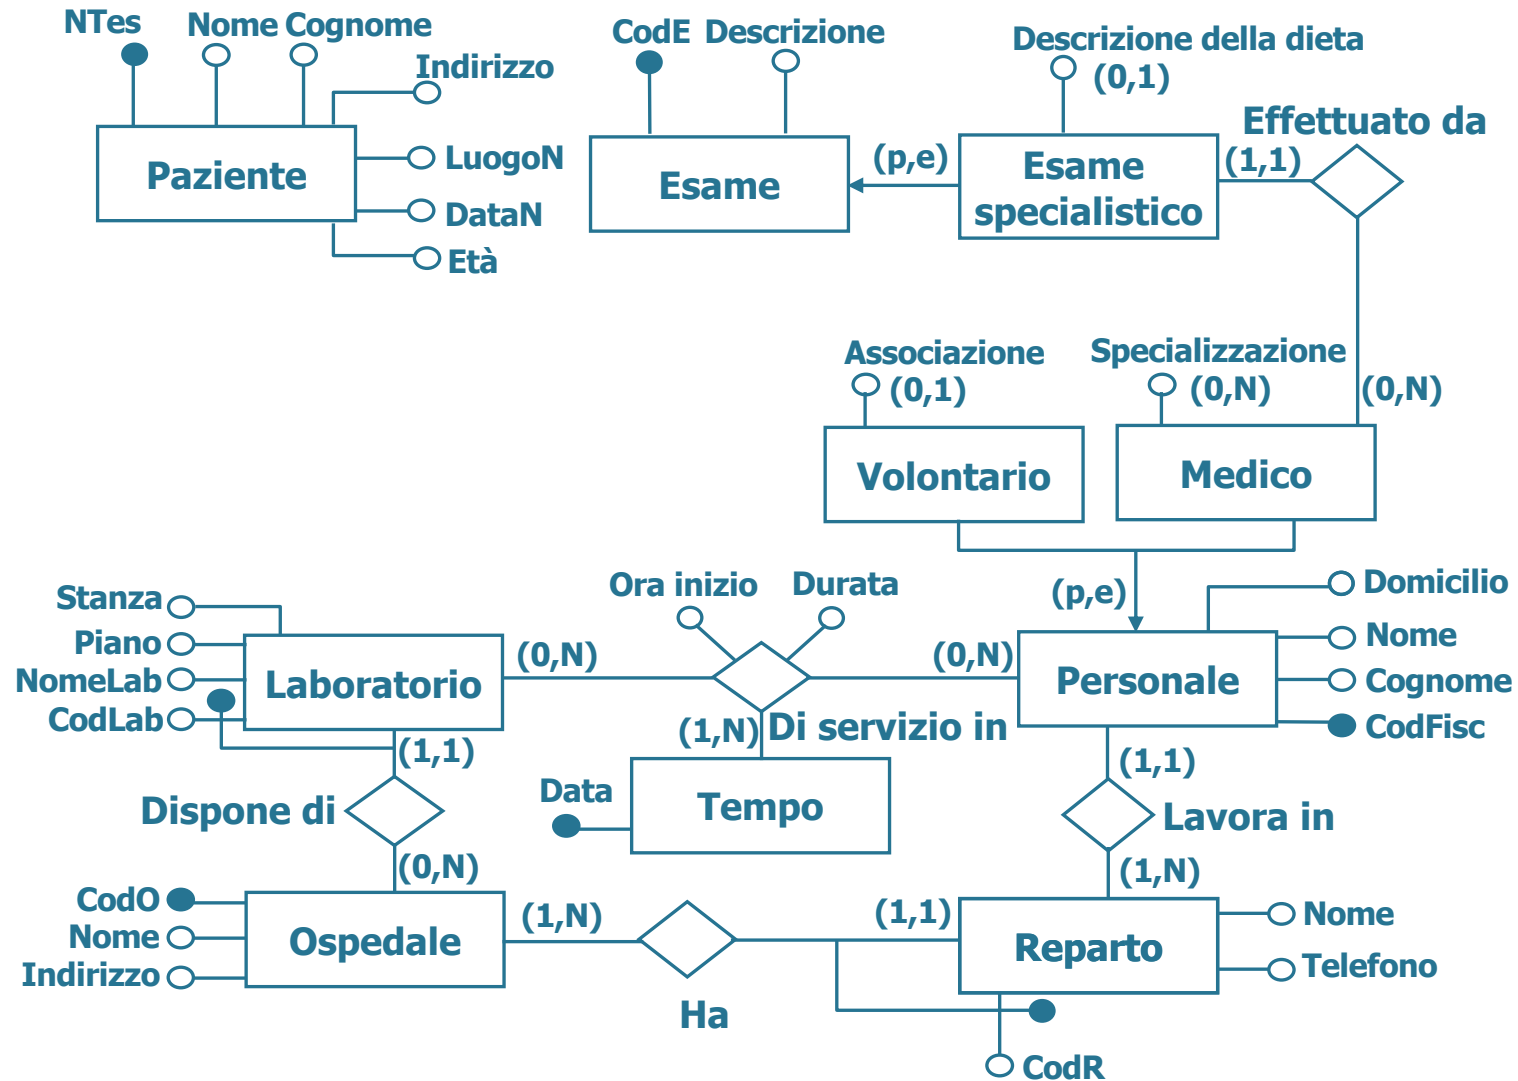 NTes
Nome Cognome
Indirizzo
Paziente
LuogoN
DataN
Età
CodE
Descrizione
Esame
(p,e)
Descrizione della dieta
(0,1)
Esame
specialistico
(1,1)
Effettuato da
(0,N)
Associazione
(0,1)
Volontario
Specializzazione
(0,N)
Medico
(p,e)
Stanza
Piano
NomeLab
CodLab
Laboratorio
(0,N)
Ora inizio
Durata
(0,N)
Di servizio in
(1,N)
Personale
Domicilio
Nome
Cognome
CodFisc
(1,1)
Dispone di
(0,N)
Data
Tempo
(1,1)
Lavora in
(1,N)
CodO
Nome
Indirizzo
Ospedale
(1,N)
Ha
(1,1)
Reparto
Nome
Telefono
CodR